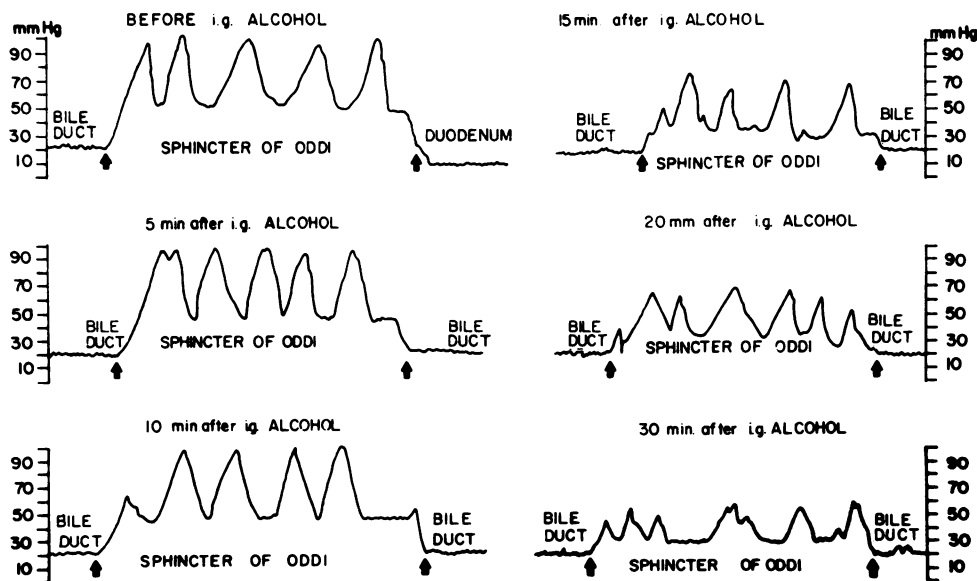 BEFORE i.g. ALCOHOL
mm Hg
90
70
50
30
10
BILE
DUCT
SPHINCTER OF ODDI
DUODENUM
5 min after i.g. ALCOHOL
90
70
50
30
10
BILE
DUCT
SPHINCTER OF ODDI
BILE
DUCT
10 min after ig. ALCOHOL
90
70
50
30
10
BILE
DUCT
SPHINCTER OF ODDI
BILE
DUCT
15 min. after i.g. ALCOHOL
mm Hg
90
70
50
30
10
BILE
DUCT
SPHINCTER OF ODDI
BILE
DUCT
20 mm after i.g. ALCOHOL
90
70
50
30
10
BILE
DUCT
SPHINCTER OF ODDI
BILE
DUCT
30 min. after i.g. ALCOHOL
90
70
50
30
10
BILE
DUCT
SPHINCTER OF ODDI
BILE
DUCT